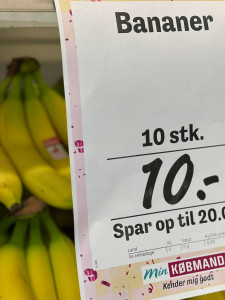 Bananer
10 stk.
10.-
Spar op til 20.0
Min KØBMAND
Kender mig godt